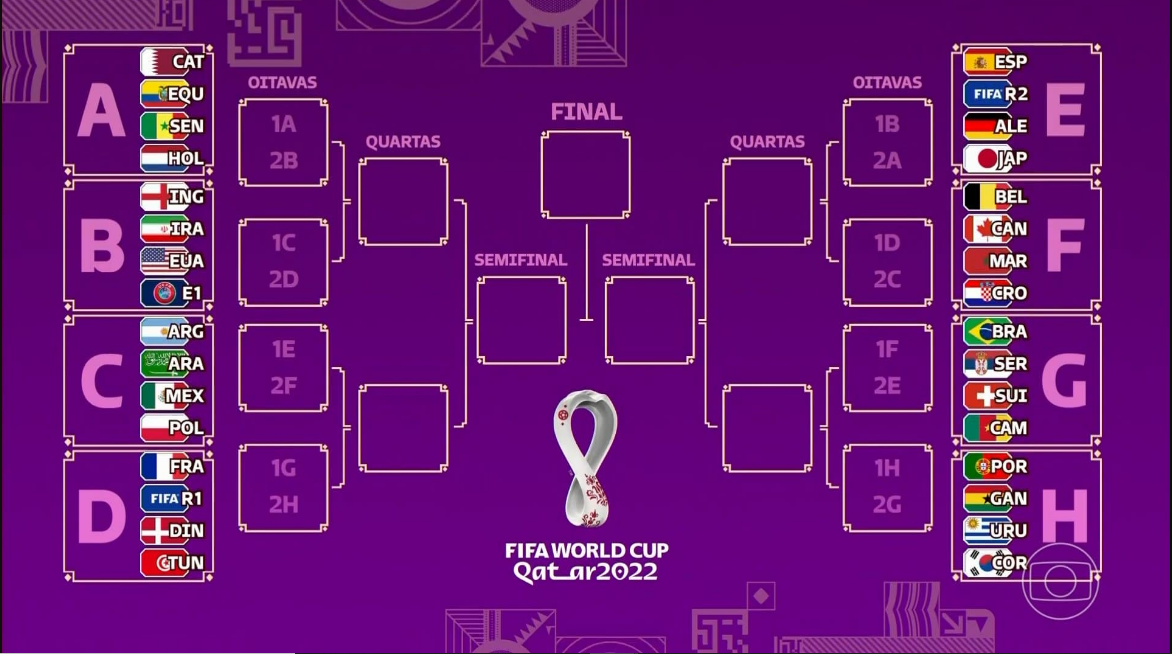 A
CAT
EQU
SEN
HOL
B
ING
IRA
EUA
E1
C
ARG
ARA
MEX
POL
D
FRA
FIFA R1
DIN
TUN
OITAVAS
1A
2B
1C
2D
1E
2F
1G
2H
QUARTAS
SEMIFINAL
FINAL
SEMIFINAL
QUARTAS
OITAVAS
1B
2A
1D
2C
1F
2E
1H
2G
E
ESP
FIFA R2
ALE
JAP
F
BEL
CAN
MAR
CRO
G
BRA
SER
SUI
CAM
H
POR
GAN
URU
COR
FIFA WORLD CUP
Qatar2022